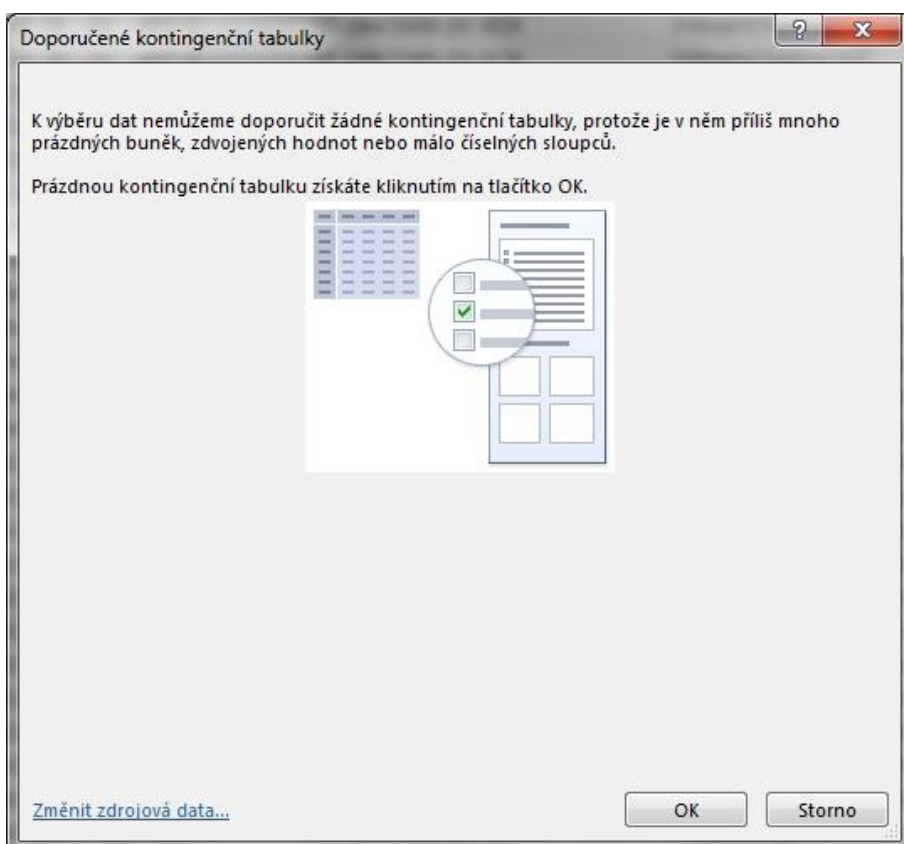 Doporučené kontingenční tabulky
K výběru dat nemůžeme doporučit žádné kontingenční tabulky, protože je v něm příliš mnoho
prázdných buněk, zdvojených hodnot nebo málo číselných sloupců.
Prázdnou kontingenční tabulku získáte kliknutím na tlačítko OK.
Změnit zdrojová data...
OK
Storno